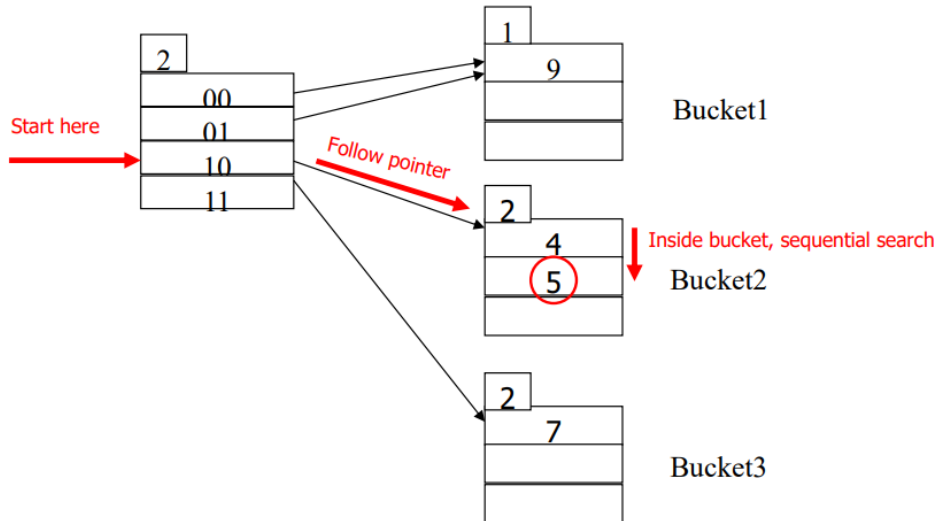 2
00
01
10
11
Start here
Follow pointer
1
9
Bucket1
2
4
5
Inside bucket, sequential search
Bucket2
2
7
Bucket3